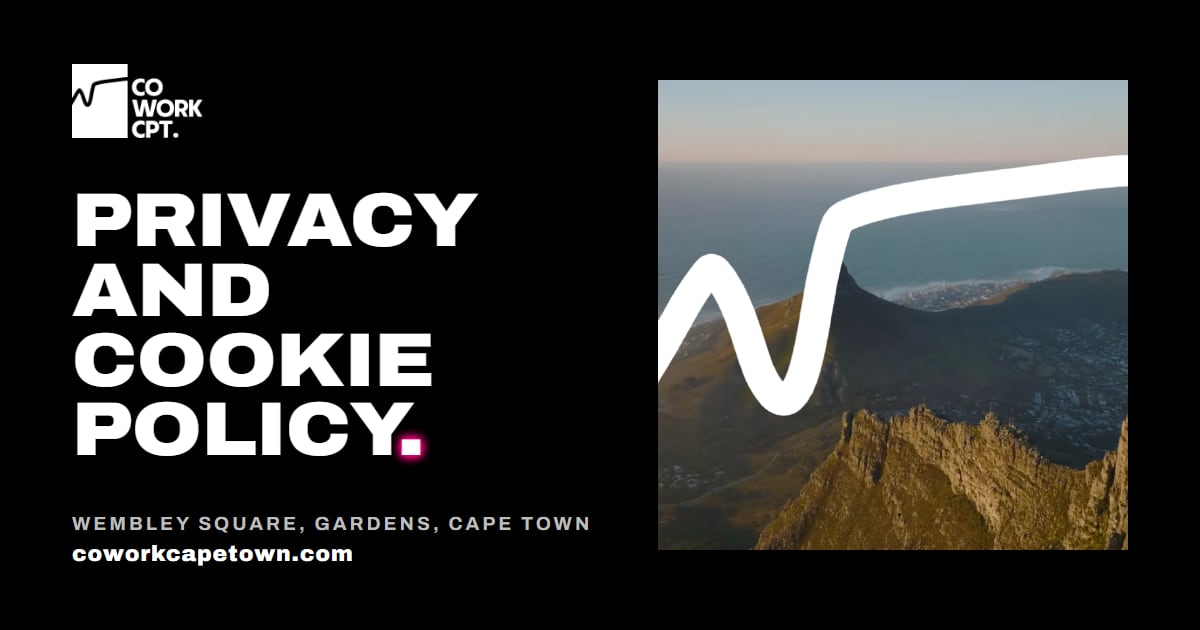 CO
WORK
CPT.
PRIVACY
AND
COOKIE
POLICY.
WEMBLEY SQUARE, GARDENS, CAPE TOWN
coworkcapetown.com